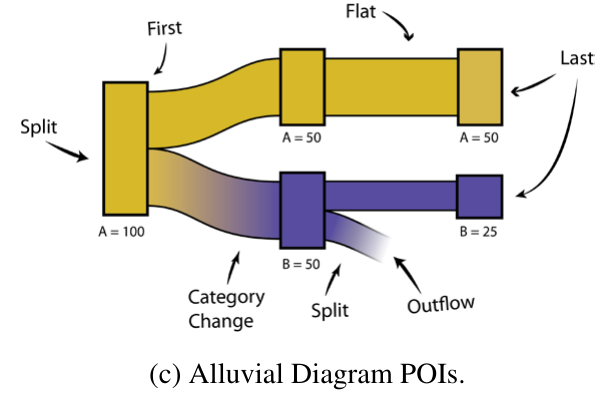 Flat
First
Last
Split
A = 50
A = 50
A = 100
B = 50
B = 25
Category
Change
Split
Outflow
(c) Alluvial Diagram POIs.